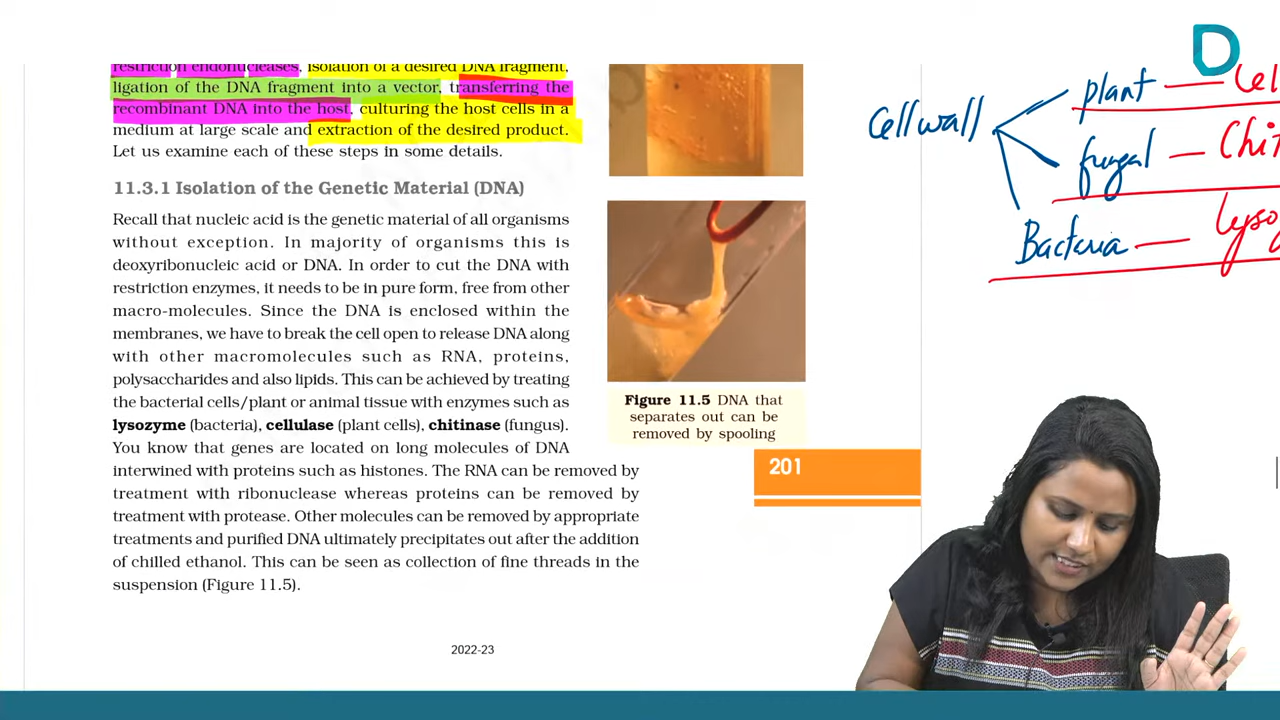 restriction endonucleases, isolation of a desired DNA fragment,
ligation of the DNA fragment into a vector, transferring the
recombinant DNA into the host, culturing the host cells in a
medium at large scale and extraction of the desired product.
Let us examine each of these steps in some details.
11.3.1 Isolation of the Genetic Material (DNA)
Recall that nucleic acid is the genetic material of all organisms
without exception. In majority of organisms this is
deoxyribonucleic acid or DNA. In order to cut the DNA with
restriction enzymes, it needs to be in pure form, free from other
macro-molecules. Since the DNA is enclosed within the
membranes, we have to break the cell open to release DNA along
with other macromolecules such as RNA, proteins,
polysaccharides and also lipids. This can be achieved by treating
the bacterial cells/plant or animal tissue with enzymes such as
lysozyme (bacteria), cellulase (plant cells), chitinase (fungus).
You know that genes are located on long molecules of DNA
interwined with proteins such as histones. The RNA can be removed by
treatment with ribonuclease whereas proteins can be removed by
treatment with protease. Other molecules can be removed by appropriate
treatments and purified DNA ultimately precipitates out after the addition
of chilled ethanol. This can be seen as collection of fine threads in the
suspension (Figure 11.5).
2022-23
Figure 11.5 DNA that
separates out can be
removed by spooling
201
D
Cell wall
plant — Cel
fungal — Chi
Bacteria — lyso